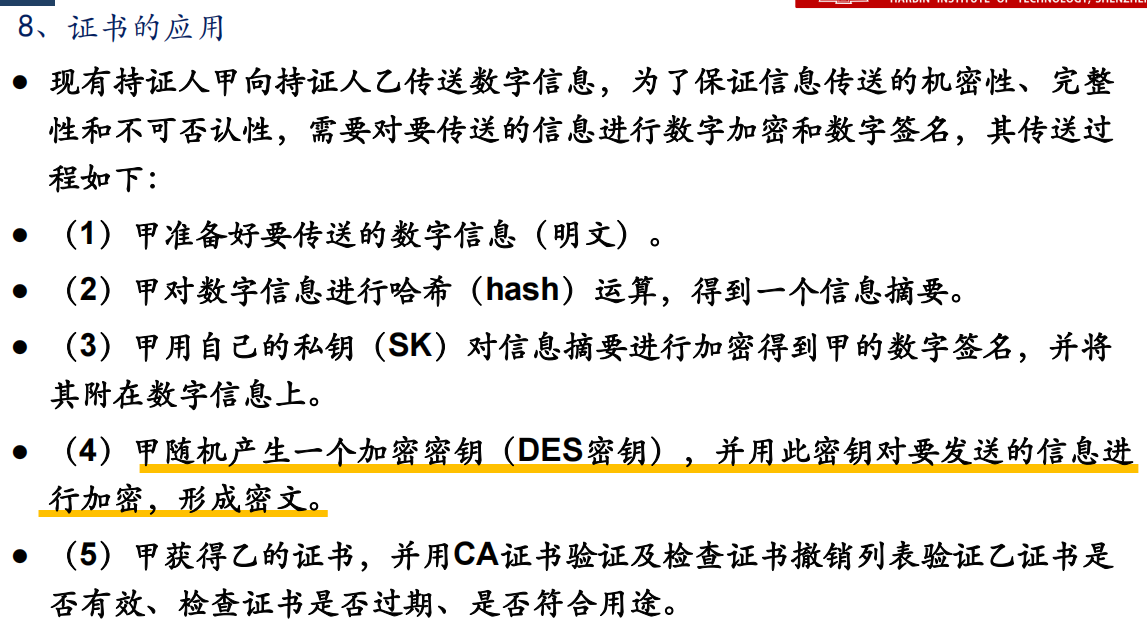 HARBIN INSTITUTE OF TECHNOLOGY, SHENZHEN
8、证书的应用
● 现有持证人甲向持证人乙传送数字信息，为了保证信息传送的机密性、完整
性和不可否认性，需要对要传送的信息进行数字加密和数字签名，其传送过
程如下：
● （1）甲准备好要传送的数字信息（明文）。
● （2）甲对数字信息进行哈希（hash）运算，得到一个信息摘要。
● （3）甲用自己的私钥（SK）对信息摘要进行加密得到甲的数字签名，并将
其附在数字信息上。
● （4）甲随机产生一个加密密钥（DES密钥），并用此密钥对要发送的信息进
行加密，形成密文。
● （5）甲获得乙的证书，并用CA证书验证及检查证书撤销列表验证乙证书是
否有效、检查证书是否过期、是否符合用途。